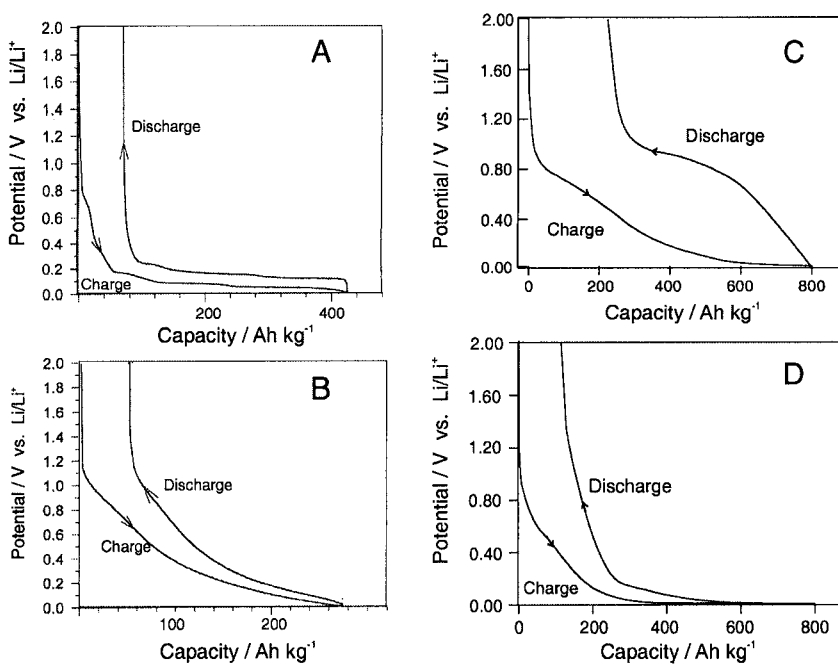 A
Potential / V vs. Li/Li⁺
2.0
1.8
1.6
1.4
1.2
1.0
0.8
0.6
0.4
0.2
0.0
Discharge
Charge
200
400
Capacity / Ah kg⁻¹
B
Potential / V vs. Li/Li⁺
2.0
1.8
1.6
1.4
1.2
1.0
0.8
0.6
0.4
0.2
0.0
Discharge
Charge
100
200
Capacity / Ah kg⁻¹
C
Potential / V vs. Li/Li⁺
2.00
1.60
1.20
0.80
0.40
0.00
Discharge
Charge
0
200
400
600
800
Capacity / Ah kg⁻¹
D
Potential / V vs. Li/Li⁺
2.00
1.60
1.20
0.80
0.40
0.00
Discharge
Charge
0
200
400
600
800
Capacity / Ah kg⁻¹